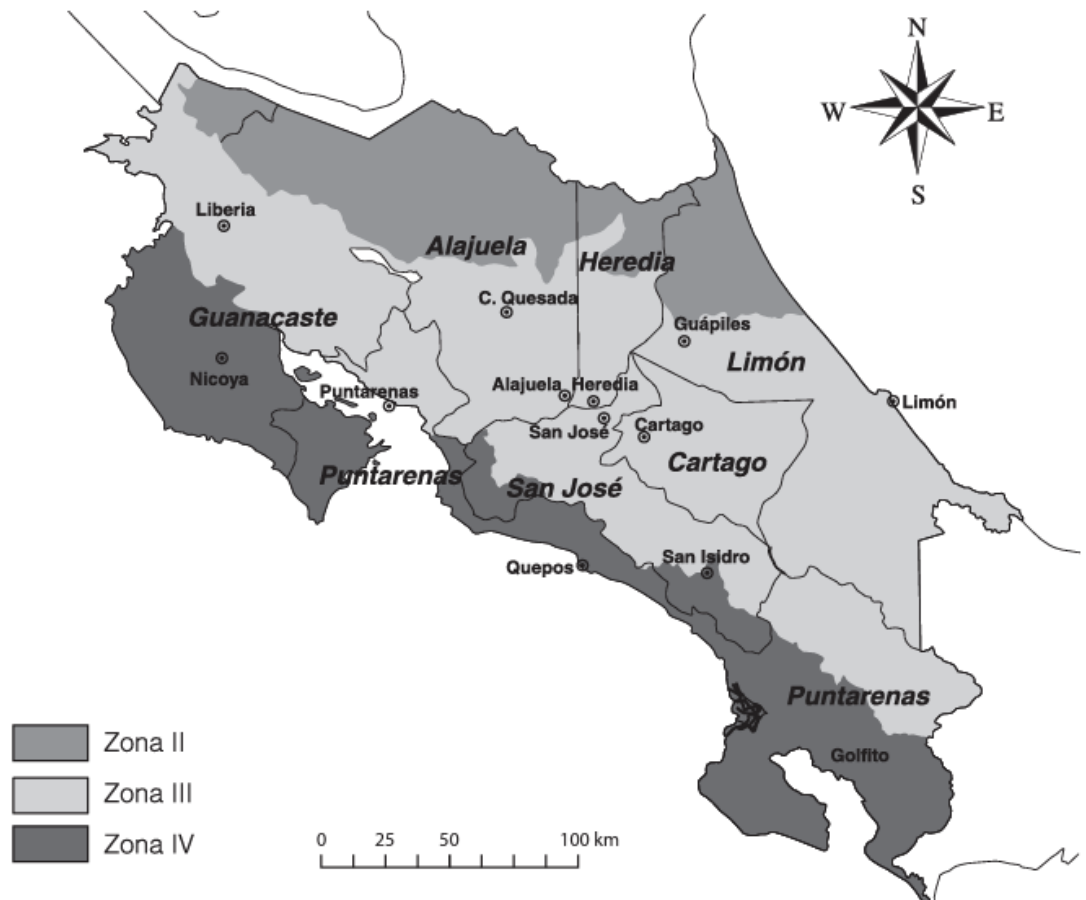 N
W E
S
Liberia
Alajuela
Heredia
C. Quesada
Guanacaste
Guápiles
Limón
Nicoya
Puntarenas
Alajuela Heredia
Limón
San José
Cartago
Puntarenas
San José
Cartago
San Isidro
Quepos
Puntarenas
Golfito
Zona II
Zona III
Zona IV
0 25 50 100 km